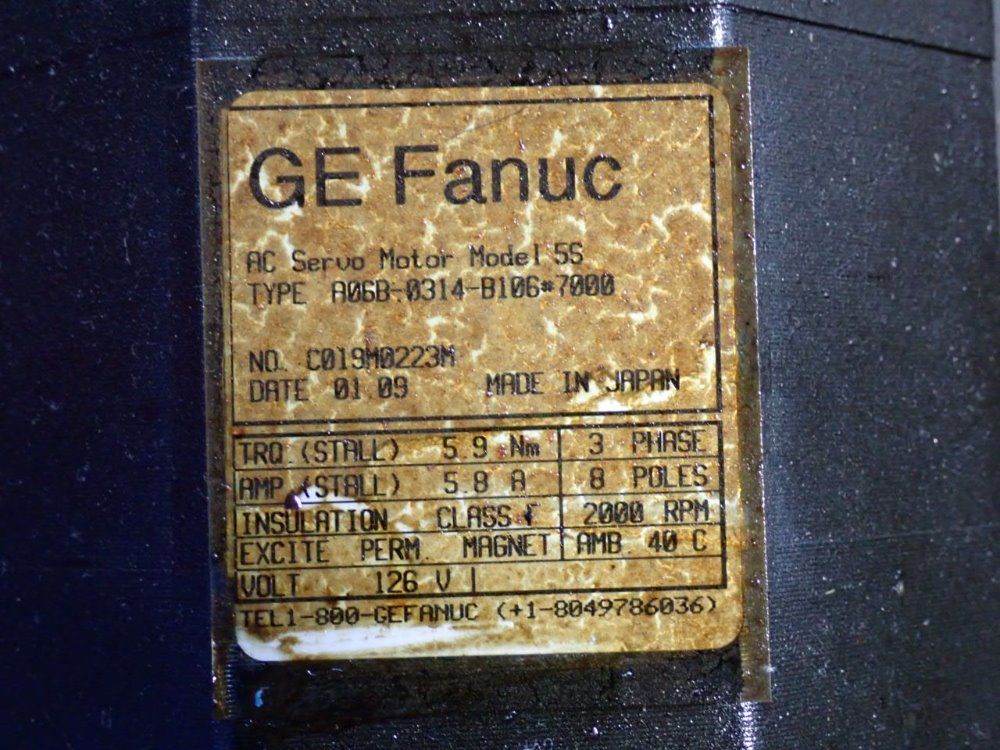 GE Fanuc
AC Servo Motor Model 5S
TYPE A06B-0314-B106*7000
NO. C019M0223M
DATE 01.09 MADE IN JAPAN
TRQ.(STALL) 5.9 Nm 3 PHASE
AMP (STALL) 5.8 A 8 POLES
INSULATION CLASS F 2000 RPM
EXCITE PERM. MAGNET AMB. 40 C
VOLT 126 V
TEL1-800-GEFANUC (+1-8049786036)